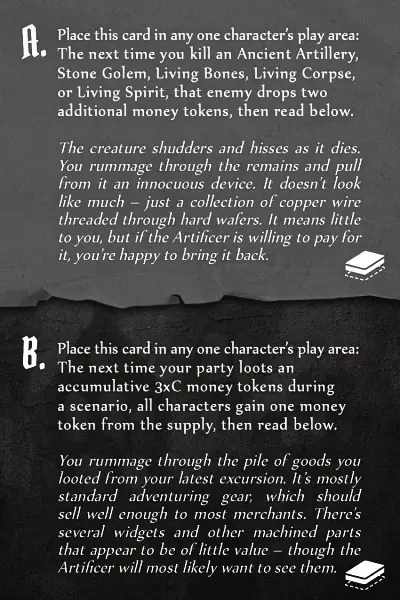 A. Place this card in any one character's play area:
The next time you kill an Ancient Artillery,
Stone Golem, Living Bones, Living Corpse,
or Living Spirit, that enemy drops two
additional money tokens, then read below.
The creature shudders and hisses as it dies.
You rummage through the remains and pull
from it an innocuous device. It doesn't look
like much – just a collection of copper wire
threaded through hard wafers. It means little
to you, but if the Artificer is willing to pay for
it, you're happy to bring it back.
B. Place this card in any one character's play area:
The next time your party loots an
accumulative 3xC money tokens during
a scenario, all characters gain one money
token from the supply, then read below.
You rummage through the pile of goods you
looted from your latest excursion. It's mostly
standard adventuring gear, which should
sell well enough to most merchants. There's
several widgets and other machined parts
that appear to be of little value – though the
Artificer will most likely want to see them.